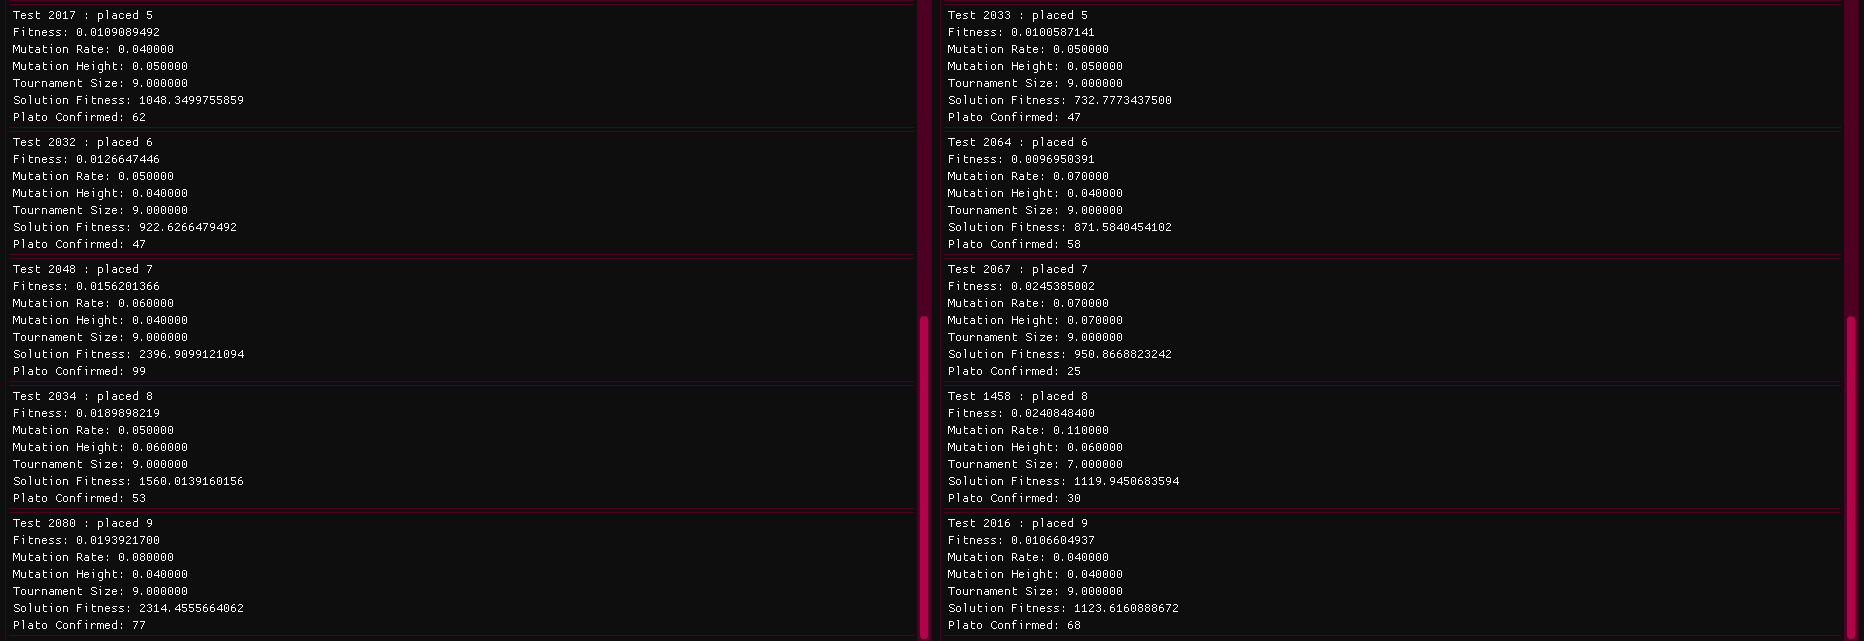 Test 2017 : placed 5
Fitness: 0.0109089492
Mutation Rate: 0.040000
Mutation Height: 0.050000
Tournament Size: 9.000000
Solution Fitness: 1048.3499755859
Plato Confirmed: 62
Test 2032 : placed 6
Fitness: 0.0126647446
Mutation Rate: 0.050000
Mutation Height: 0.040000
Tournament Size: 9.000000
Solution Fitness: 922.6266479492
Plato Confirmed: 47
Test 2048 : placed 7
Fitness: 0.0156201366
Mutation Rate: 0.060000
Mutation Height: 0.040000
Tournament Size: 9.000000
Solution Fitness: 2396.9099121094
Plato Confirmed: 99
Test 2034 : placed 8
Fitness: 0.0189898219
Mutation Rate: 0.050000
Mutation Height: 0.060000
Tournament Size: 9.000000
Solution Fitness: 1560.0139160156
Plato Confirmed: 53
Test 2080 : placed 9
Fitness: 0.0193921700
Mutation Rate: 0.080000
Mutation Height: 0.040000
Tournament Size: 9.000000
Solution Fitness: 2314.4555664062
Plato Confirmed: 77
Test 2033 : placed 5
Fitness: 0.0100587141
Mutation Rate: 0.050000
Mutation Height: 0.050000
Tournament Size: 9.000000
Solution Fitness: 732.7773437500
Plato Confirmed: 47
Test 2064 : placed 6
Fitness: 0.0096950391
Mutation Rate: 0.070000
Mutation Height: 0.040000
Tournament Size: 9.000000
Solution Fitness: 871.5840454102
Plato Confirmed: 58
Test 2067 : placed 7
Fitness: 0.0245385002
Mutation Rate: 0.070000
Mutation Height: 0.070000
Tournament Size: 9.000000
Solution Fitness: 950.8668823242
Plato Confirmed: 25
Test 1458 : placed 8
Fitness: 0.0240848400
Mutation Rate: 0.110000
Mutation Height: 0.060000
Tournament Size: 7.000000
Solution Fitness: 1119.9450683594
Plato Confirmed: 30
Test 2016 : placed 9
Fitness: 0.0106604937
Mutation Rate: 0.040000
Mutation Height: 0.040000
Tournament Size: 9.000000
Solution Fitness: 1123.6160888672
Plato Confirmed: 68